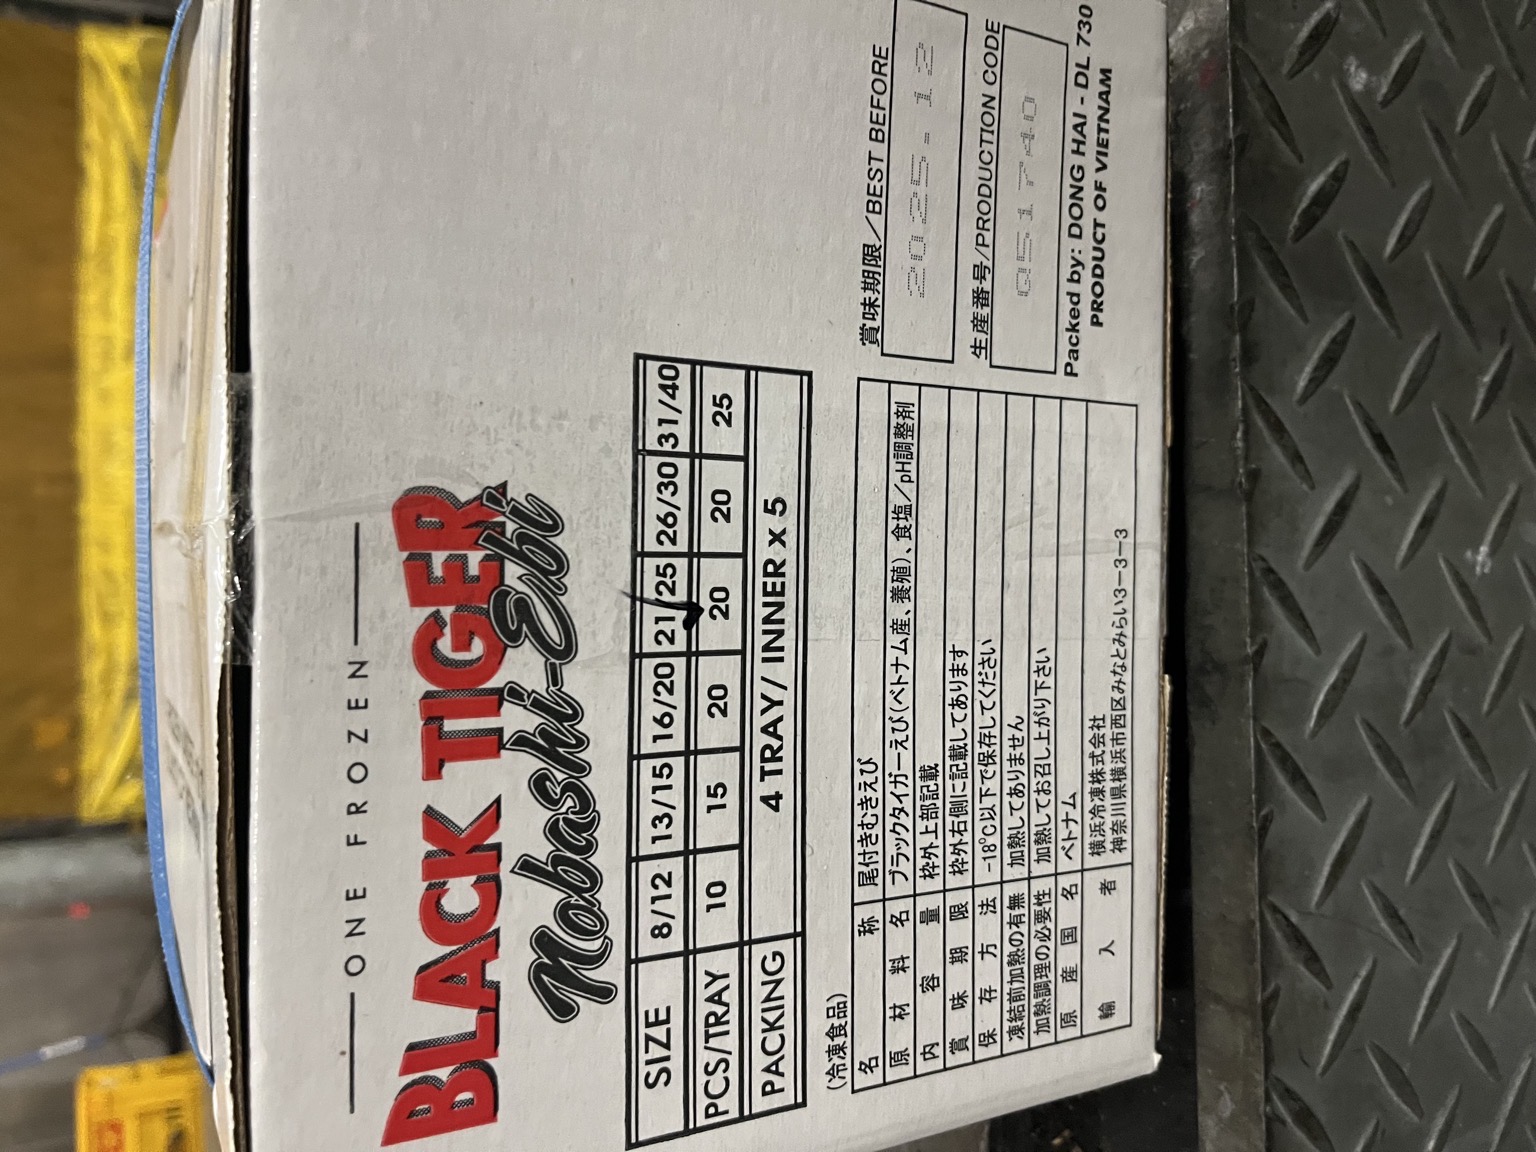 ONE FROZEN
BLACK TIGER
Nobashi-Ebi
SIZE 8/12 13/15 16/20 21/25 26/30 31/40
PCS/TRAY 10 15 20 20 20 25
PACKING 4 TRAY/ INNER x 5
(冷凍食品)
名称 尾付きむきえび
原材料名 ブラックタイガーえび(ベトナム産、養殖)、食塩/pH調整剤
内容量 枠外上部記載
賞味期限 枠外右側に記載してあります
保存方法 -18℃以下で保存してください
凍結前加熱の有無 加熱してありません
加熱調理の必要性 加熱してお召し上がり下さい
原産国名 ベトナム
輸入者 横浜冷凍株式会社
神奈川県横浜市西区みなとみらい3-3-3
賞味期限/BEST BEFORE
2025.12
生産番号/PRODUCTION CODE
Q51740
Packed by: DONG HAI - DL 730
PRODUCT OF VIETNAM